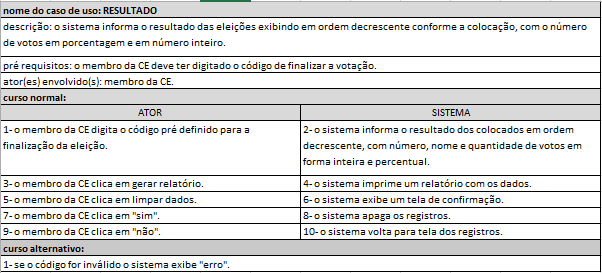 nome do caso de uso: RESULTADO
descrição: o sistema informa o resultado das eleições exibindo em ordem decrescente conforme a colocação, com o número
de votos em porcentagem e em número inteiro.
pré requisitos: o membro da CE deve ter digitado o código de finalizar a votação.
ator(es) envolvido(s): membro da CE.
curso normal:
ATOR
SISTEMA
1- o membro da CE digita o código pré definido para a
finalização da eleição.
2- o sistema informa o resultado dos colocados em ordem
decrescente, com número, nome e quantidade de votos em
forma inteira e percentual.
3- o membro da CE clica em gerar relatório.
4- o sistema imprime um relatório com os dados.
5- o membro da CE clica em limpar dados.
6- o sistema exibe um tela de confirmação.
7- o membro da CE clica em "sim".
8- o sistema apaga os registros.
9- o membro da CE clica em "não".
10- o sistema volta para tela dos registros.
curso alternativo:
1- se o código for inválido o sistema exibe "erro".